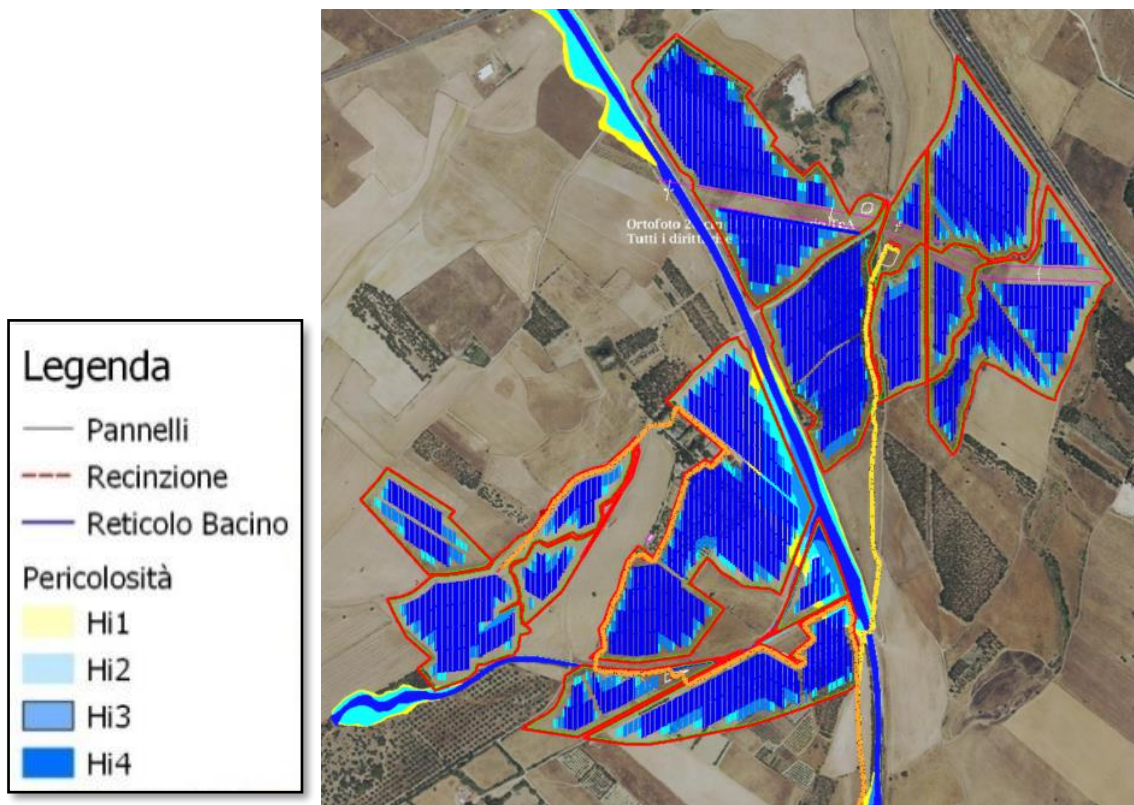 Legenda
Pannelli
Recinzione
Reticolo Bacino
Pericolosità
Hi1
Hi2
Hi3
Hi4
Ortofoto
Tutti i diritti